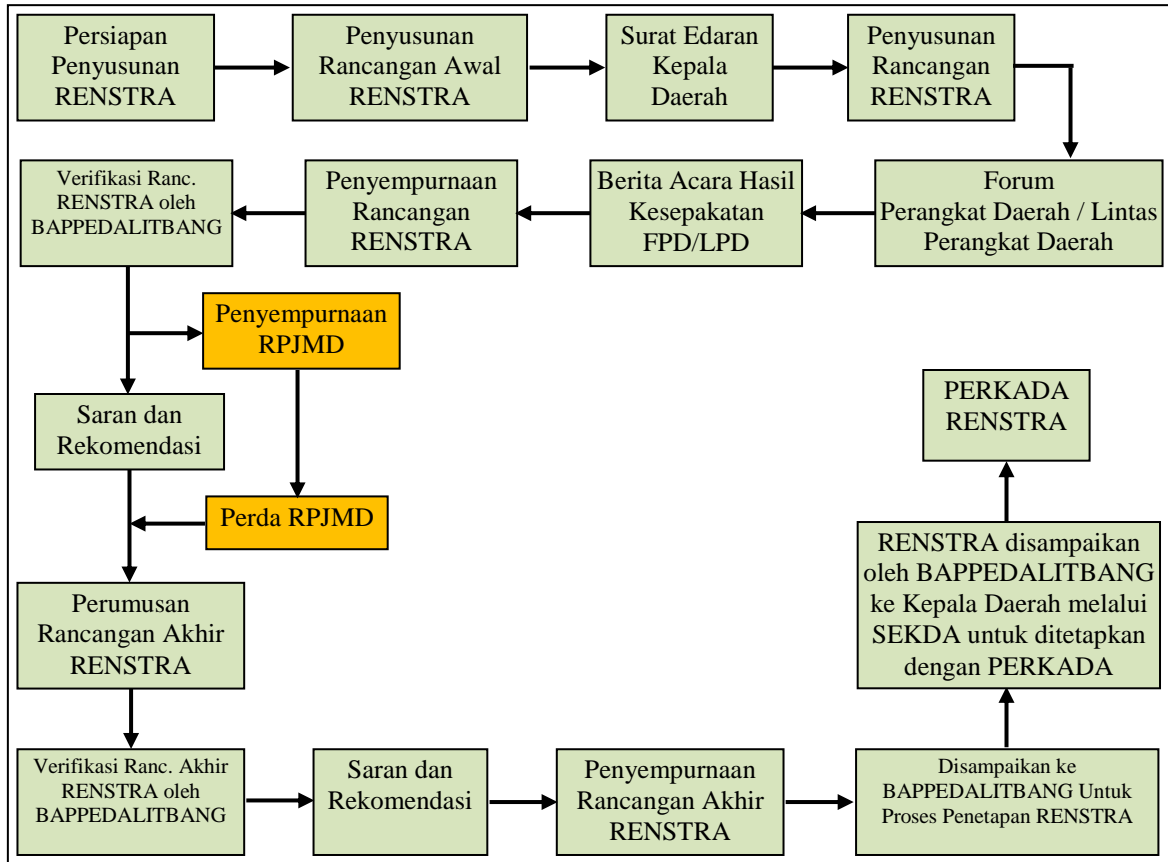 Persiapan
Penyusunan
RENSTRA
Penyusunan
Rancangan Awal
RENSTRA
Surat Edaran
Kepala
Daerah
Penyusunan
Rancangan
RENSTRA
Forum
Perangkat Daerah / Lintas
Perangkat Daerah
Berita Acara Hasil
Kesepakatan
FPD/LPD
Penyempurnaan
Rancangan
RENSTRA
Verifikasi Ranc.
RENSTRA oleh
BAPPEDALITBANG
Penyempurnaan
RPJMD
Saran dan
Rekomendasi
Perda RPJMD
Perumusan
Rancangan Akhir
RENSTRA
Verifikasi Ranc. Akhir
RENSTRA oleh
BAPPEDALITBANG
Saran dan
Rekomendasi
Penyempurnaan
Rancangan Akhir
RENSTRA
Disampaikan ke
BAPPEDALITBANG Untuk
Proses Penetapan RENSTRA
RENSTRA disampaikan
oleh BAPPEDALITBANG
ke Kepala Daerah melalui
SEKDA untuk ditetapkan
dengan PERKADA
PERKADA
RENSTRA